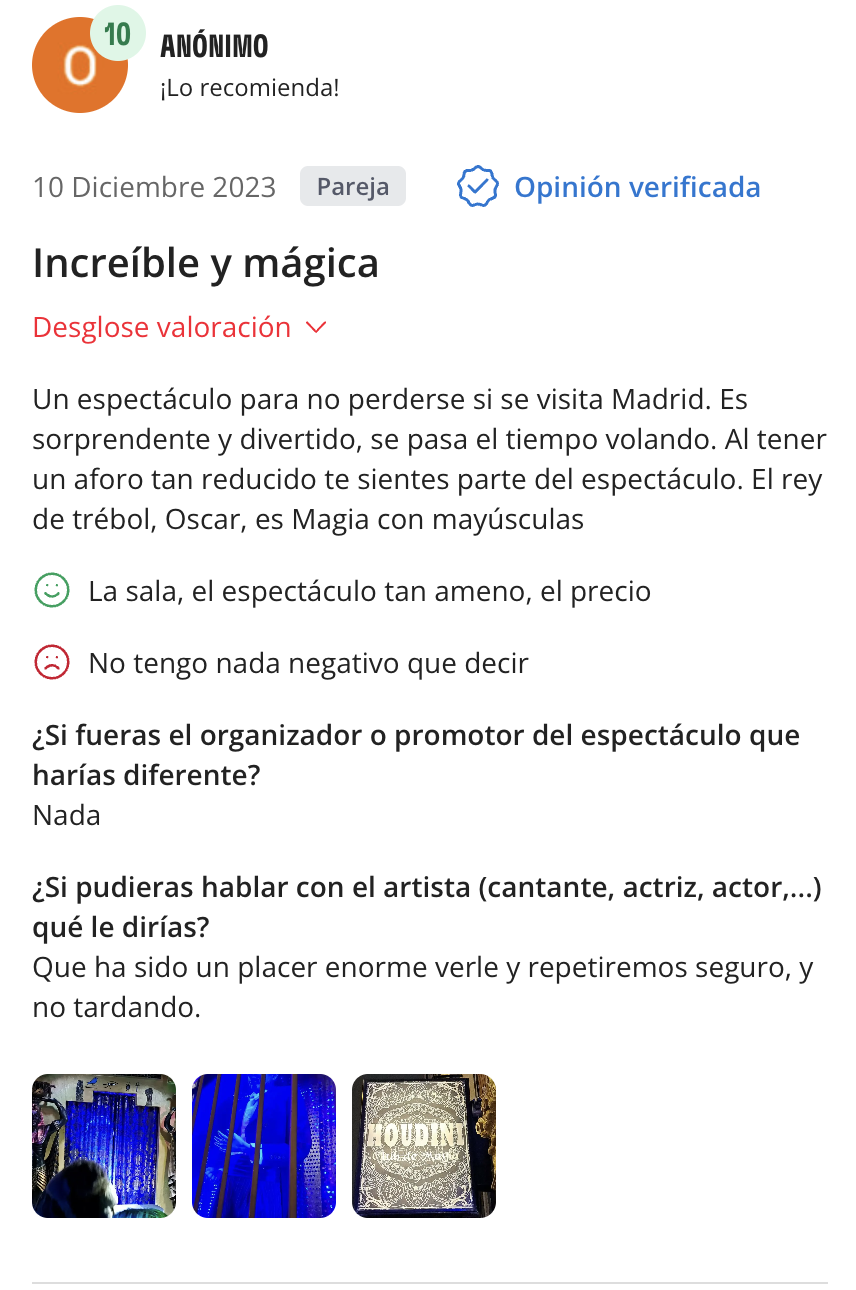 O
10
ANÓNIMO
¡Lo recomienda!
10 Diciembre 2023
Pareja
Opinión verificada
Increíble y mágica
Desglose valoración
Un espectáculo para no perderse si se visita Madrid. Es
sorprendente y divertido, se pasa el tiempo volando. Al tener
un aforo tan reducido te sientes parte del espectáculo. El rey
de trébol, Oscar, es Magia con mayúsculas
La sala, el espectáculo tan ameno, el precio
No tengo nada negativo que decir
¿Si fueras el organizador o promotor del espectáculo que
harías diferente?
Nada
¿Si pudieras hablar con el artista (cantante, actriz, actor,...)
qué le dirías?
Que ha sido un placer enorme verle y repetiremos seguro, y
no tardando.
HOUDINI
Club de Magia